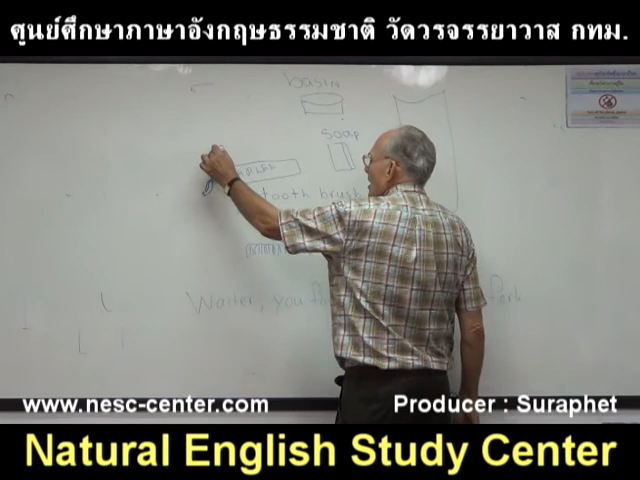 ศูนย์ศึกษาภาษาอังกฤษธรรมชาติ วัดวรจรรยาวาส กทม.
basin
soap
tooth brush
Waiter, you
www.nesc-center.com
Producer : Suraphet
Natural English Study Center